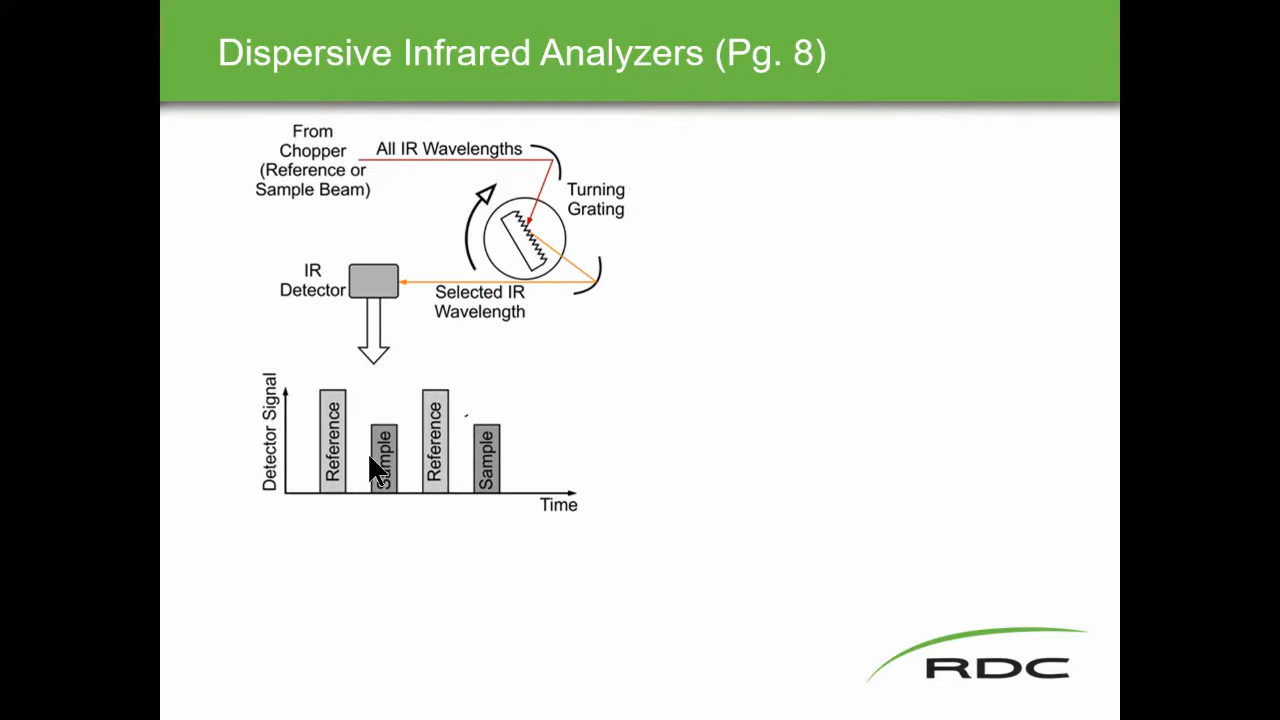 Dispersive Infrared Analyzers (Pg. 8)
From
Chopper
(Reference or
Sample Beam)
All IR Wavelengths
Turning
Grating
IR
Detector
Selected IR
Wavelength
Detector Signal
Reference
Sample
Reference
Sample
Time
RDC